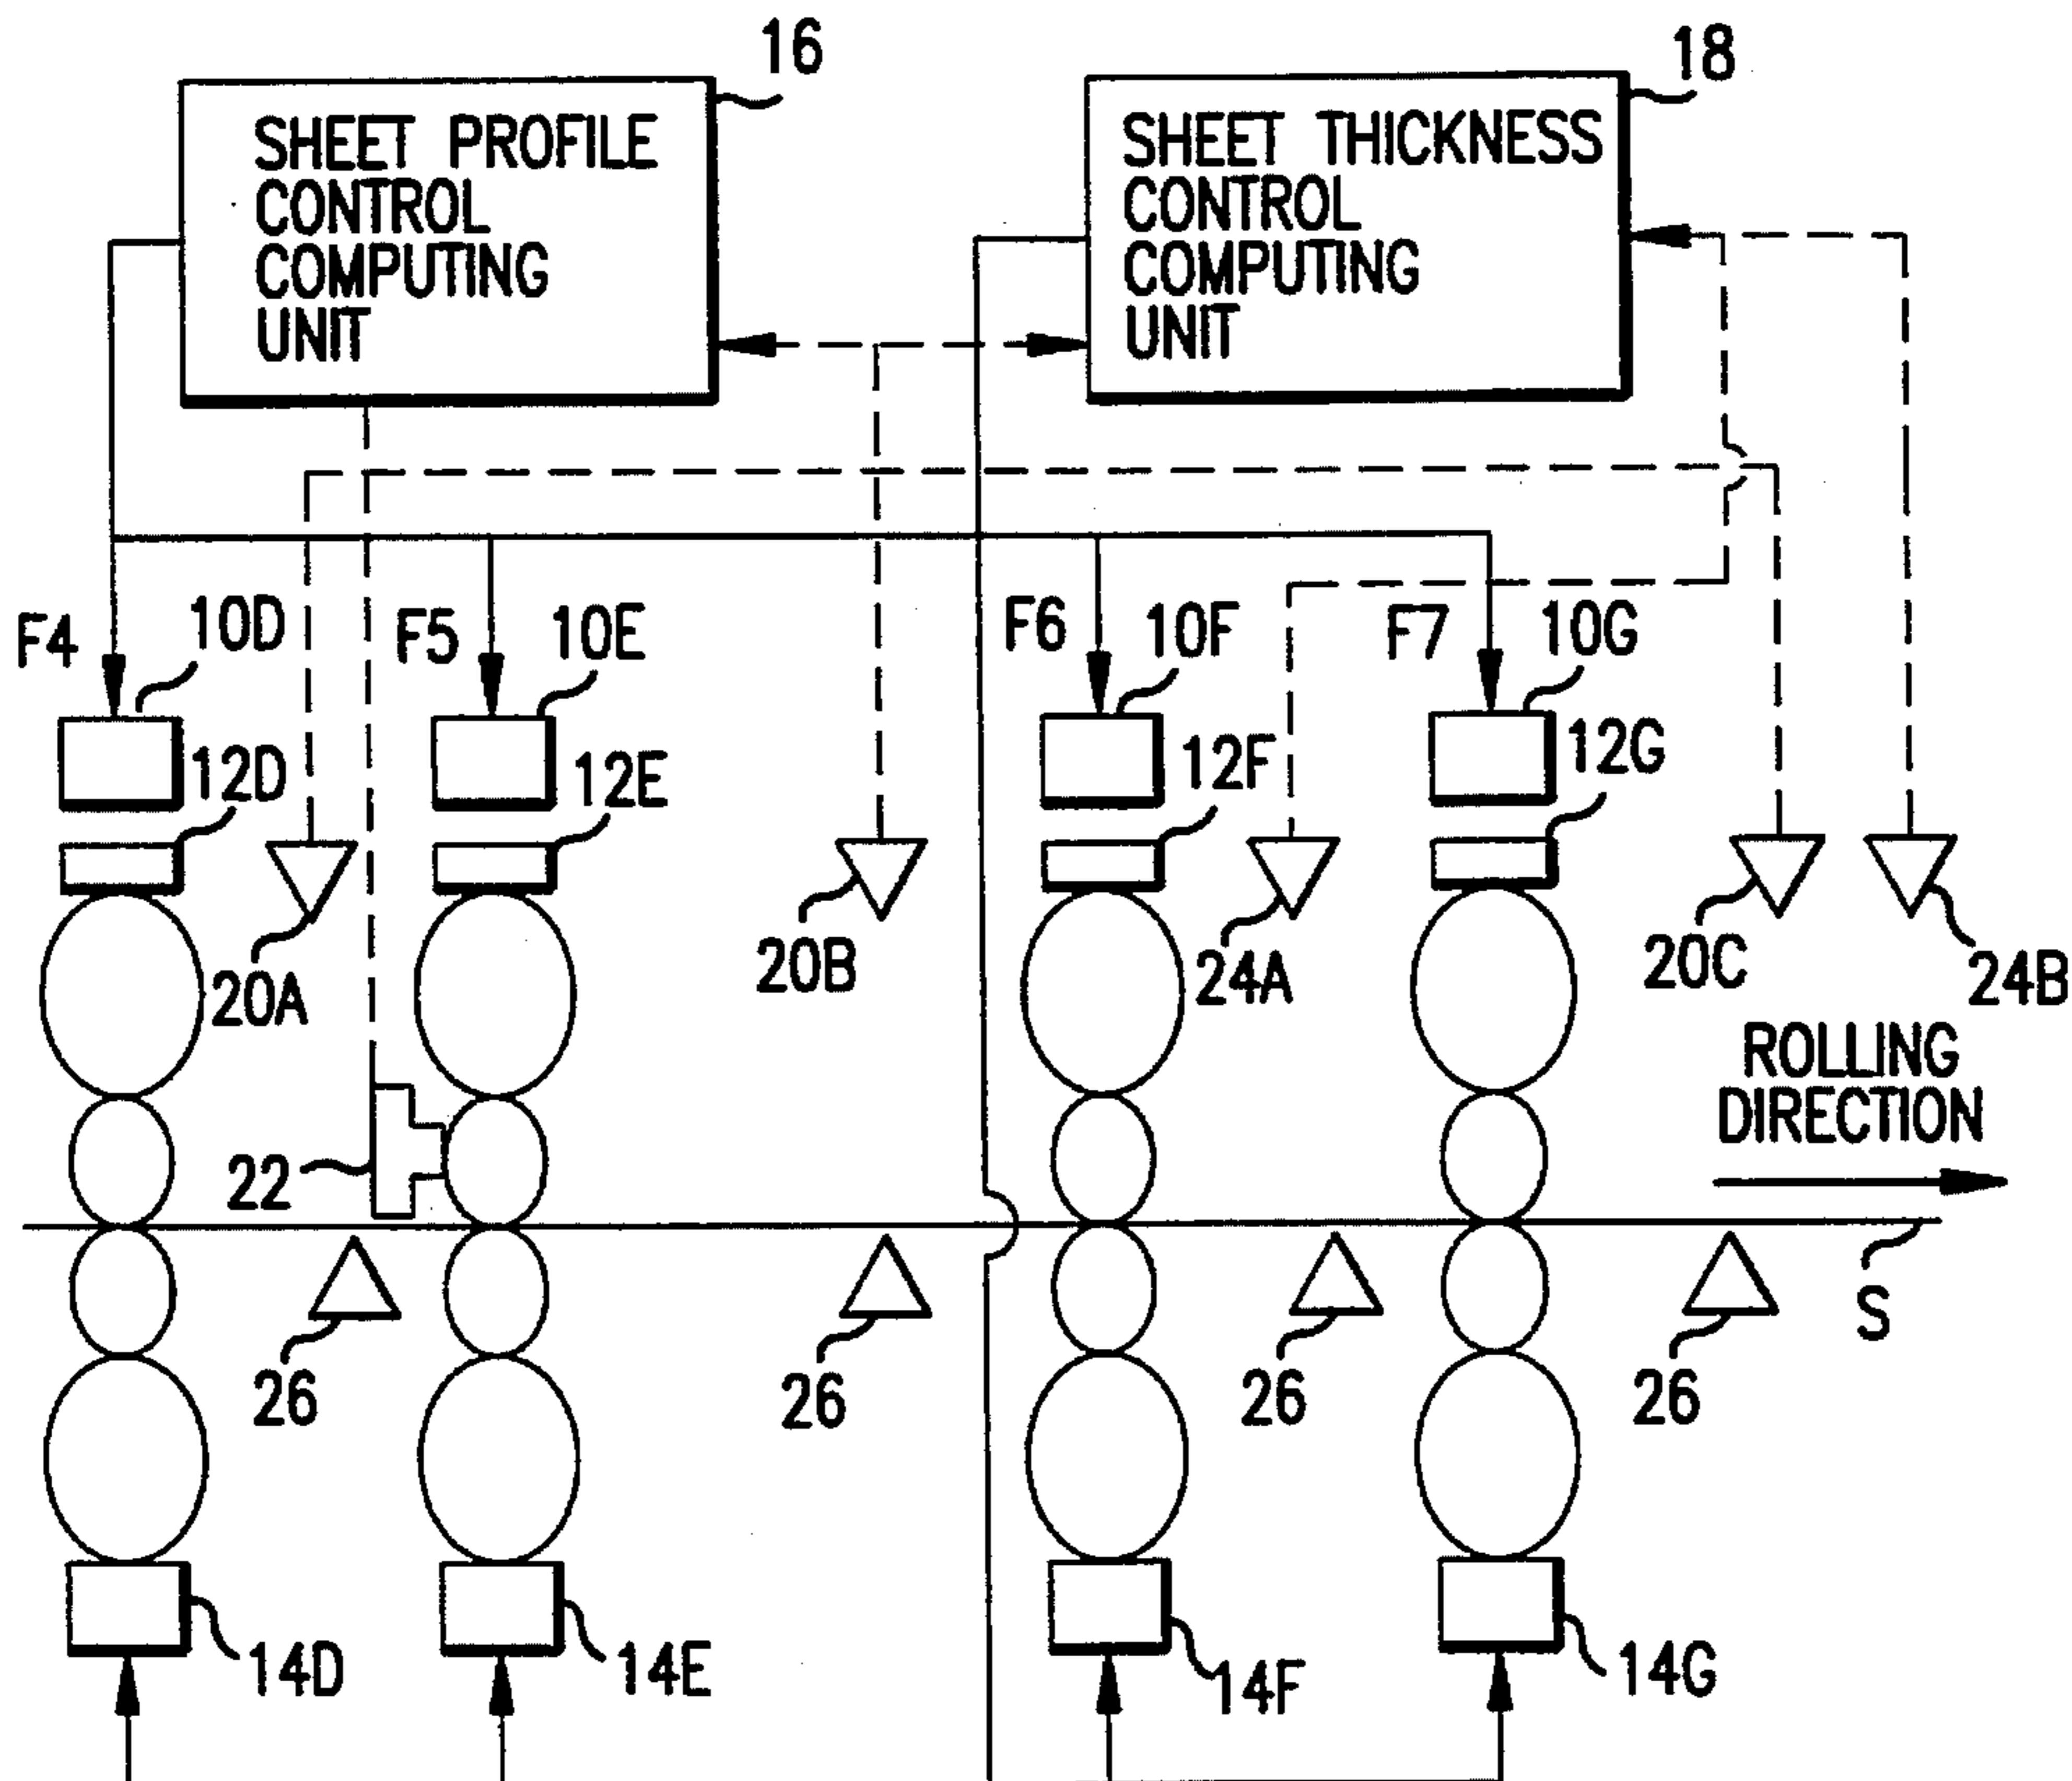 16
18
SHEET PROFILE
CONTROL
COMPUTING
UNIT
SHEET THICKNESS
CONTROL
COMPUTING
UNIT
F4
10D
F5
10E
F6
10F
F7
10G
12D
12E
12F
12G
20A
20B
24A
20C
24B
ROLLING
DIRECTION
22
26
26
26
26
S
14D
14E
14F
14G